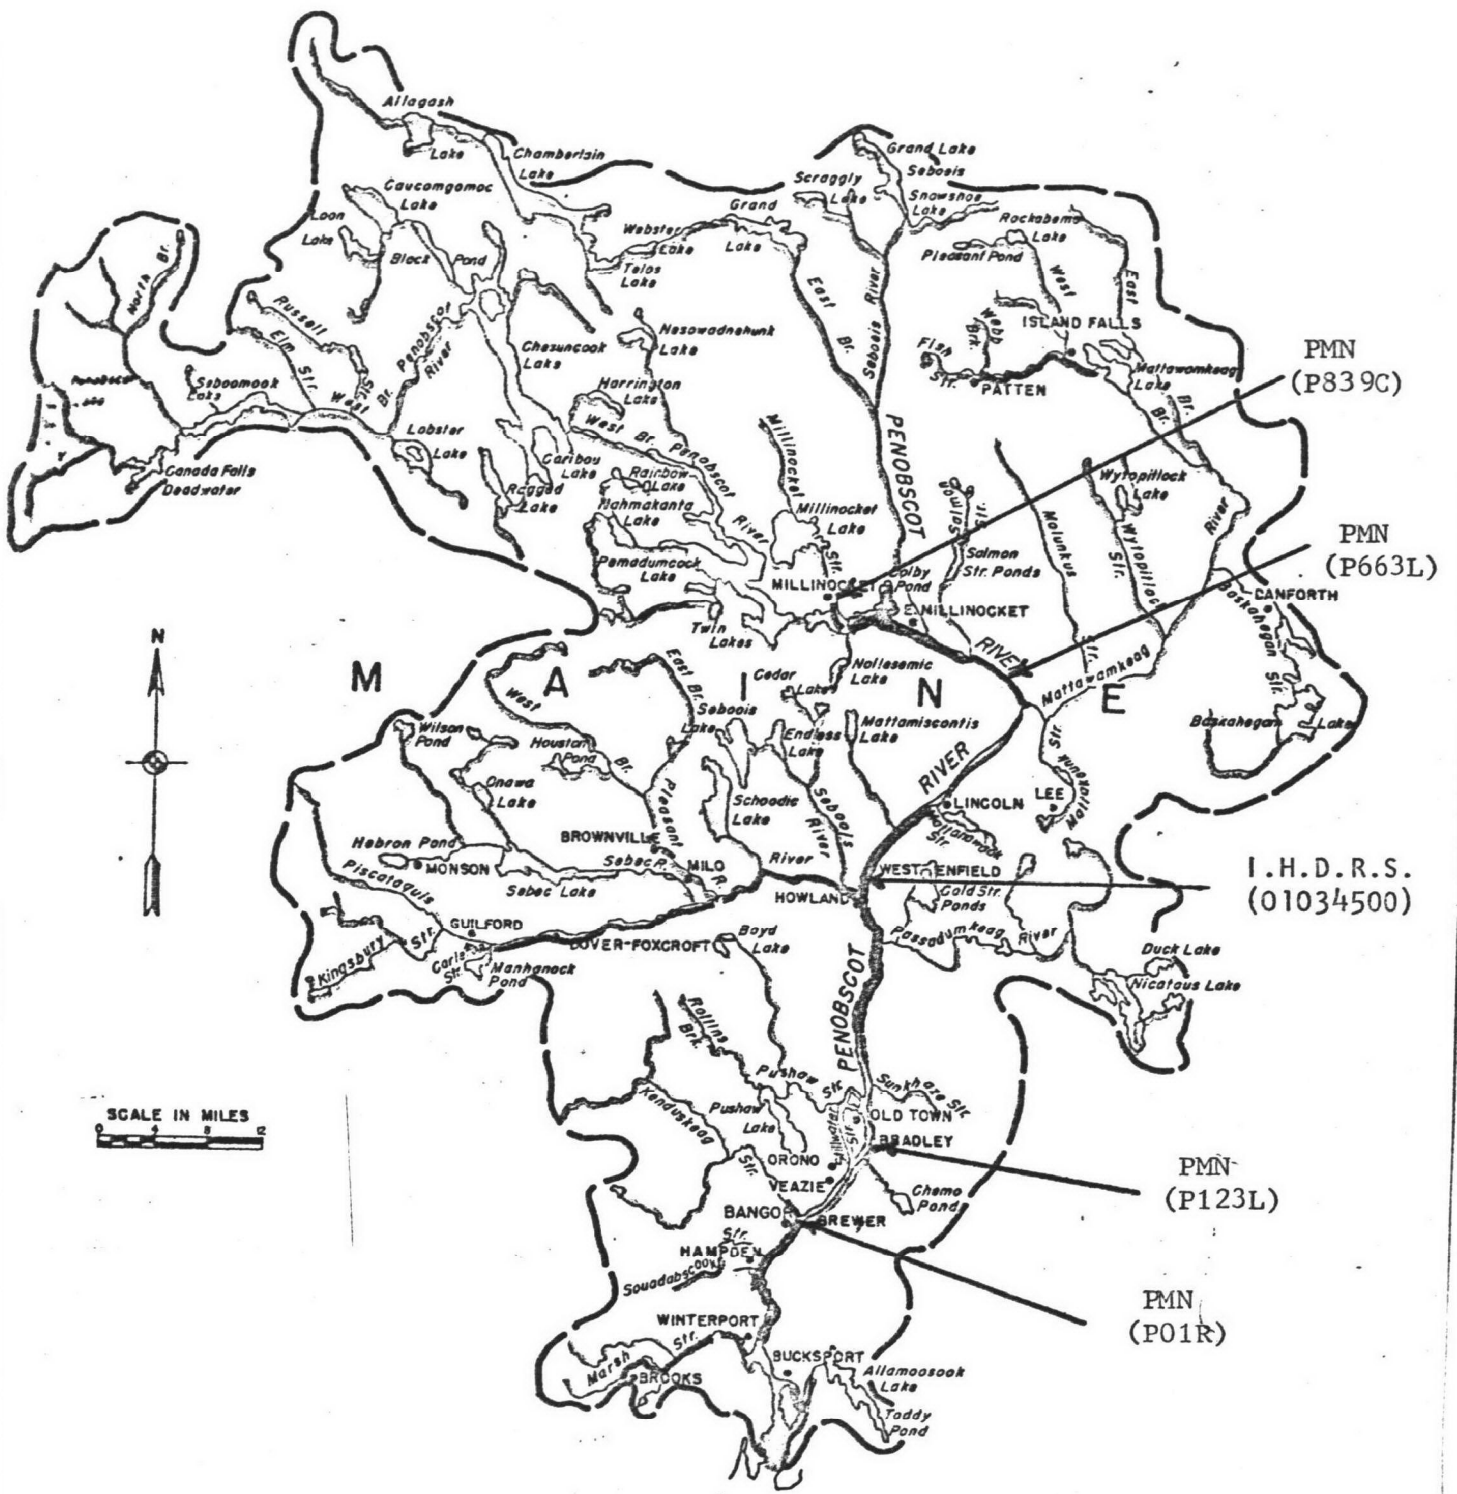 Allagash
Lake
Chamberlain
Lake
Grand Lake
Seboeis
Scraggly
Lake
Snowshoe
Lake
Caucomgomoc
Lake
Loon
Lake
Black Pond
Webster
Lake
Telos
Lake
Grand
Lake
Rockabema
Lake
Pleasant Pond
North Br.
Russell
Str.
Elm
Str.
Penobscot
River
West
Br.
Chesuncook
Lake
Nesowadnehunk
Lake
East
Br.
Seboeis River
West
East
Webb
Brk.
Fish
Str.
ISLAND FALLS
PATTEN
Mattawamkeag
Lake
Br.
Br.
PMN
(P839C)
Penobscot
Seboomook
Lake
Lobster
Lake
Canada Falls
Deadwater
Harrington
Lake
West Br. Penobscot
River
Caribou
Lake
Ragged
Lake
Rainbow
Lake
Nahmakanta
Lake
Pemadumcook
Lake
Millinocket
Millinocket
Lake
Str.
PENOBSCOT
Salmon
Str.
Salmon
Str. Ponds
Molunkus
Str.
Wytopitlock
Lake
Wytopitlock
Str.
River
PMN
(P663L)
MILLINOCKET
Dolby
Pond
E. MILLINOCKET
Twin
Lakes
DANFORTH
Baskahegan
Str.
Baskahegan
Lake
RIVER
Mattawamkeag
N
M A I N E
Nollesemic
Lake
Cedar
Lake
West
Br.
East Br.
Seboois
Lake
Endless
Lake
Mattamiscontis
Lake
Wilson
Pond
Houston
Pond
Onawa
Lake
Pleasant
Schoodic
Lake
Seboois
River
RIVER
LINCOLN
LEE
Mattakeunk
Str.
Mattanawcook
Str.
BROWNVILLE
Hebron Pond
MONSON
Sebec R.
MILO
R.
River
Sebec Lake
Piscataquis
WEST ENFIELD
HOWLAND
Cold Str.
Ponds
I.H.D.R.S.
(01034500)
GUILFORD
Kingsbury
Str.
DOVER-FOXCROFT
Manhanock
Pond
Boyd
Lake
Passadumkeag River
Duck Lake
Nicatous Lake
PENOBSCOT
Rollins
Brk.
Pushaw
Str.
Sunkhaze Str.
SCALE IN MILES
0 4 8 12
Kenduskeag
Str.
Pushaw
Lake
Stillwater
Str.
OLD TOWN
BRADLEY
ORONO
VEAZIE
Chemo
Pond
PMN
(P123L)
BANGOR
BREWER
HAMPDEN
Souadabscook
Str.
PMN
(P01R)
WINTERPORT
Marsh
Str.
BROOKS
BUCKSPORT
Allamoosook
Lake
Toddy
Pond